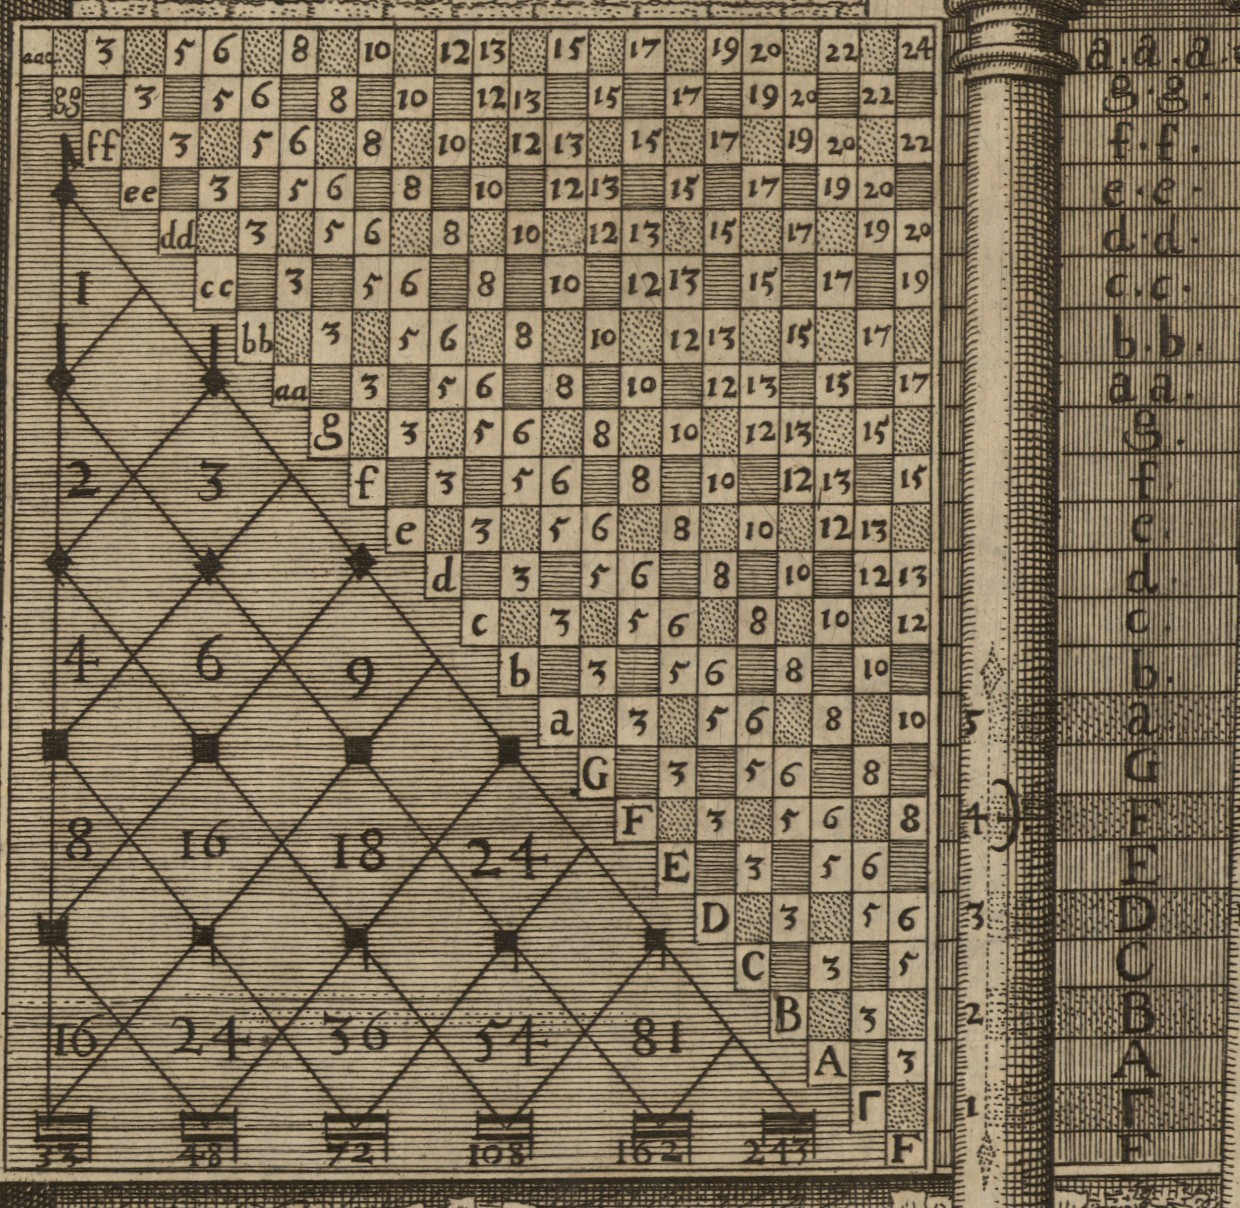 aaa 3 5 6 8 10 12 13 15 17 19 20 22 24
gg 3 5 6 8 10 12 13 15 17 19 20 22
ff 3 5 6 8 10 12 13 15 17 19 20 22
ee 3 5 6 8 10 12 13 15 17 19 20
dd 3 5 6 8 10 12 13 15 17 19 20
cc 3 5 6 8 10 12 13 15 17 19
bb 3 5 6 8 10 12 13 15 17
aa 3 5 6 8 10 12 13 15 17
g 3 5 6 8 10 12 13 15
f 3 5 6 8 10 12 13 15
e 3 5 6 8 10 12 13
d 3 5 6 8 10 12 13
c 3 5 6 8 10 12
b 3 5 6 8 10
a 3 5 6 8 10
G 3 5 6 8
F 3 5 6 8
E 3 5 6
D 3 5 6
C 3 5
B 3
A 3
Γ
F
1
2 3
4 6 9
8 16 18 24
16 24 36 54 81
33 48 72 108 162 243
5
4
3
2
1
a.a.a.
g.g.
f.f.
e.e.
d.d.
c.c.
b.b.
a a.
g.
f
e.
d.
c.
b.
a.
G
F
E
D
C
B
A
Γ
F